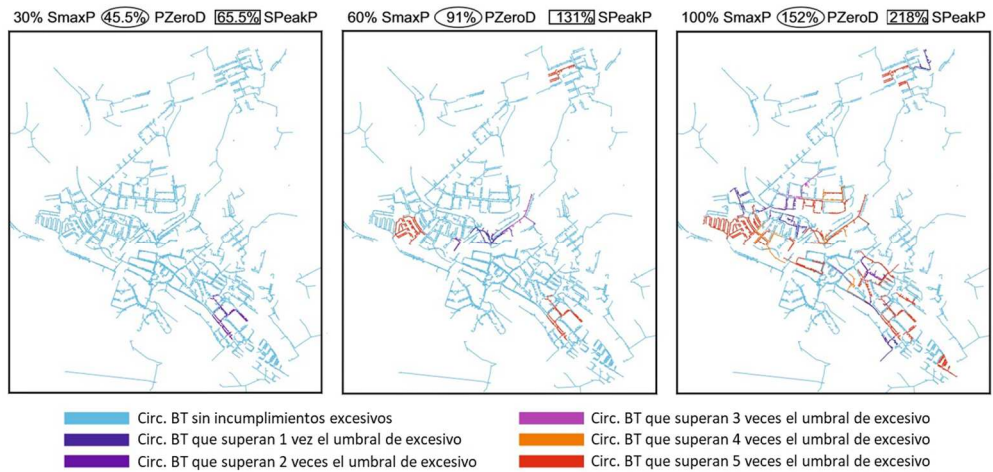 30% SmaxP 45.5% PZeroD 65.5% SPeakP
60% SmaxP 91% PZeroD 131% SPeakP
100% SmaxP 152% PZeroD 218% SPeakP
Circ. BT sin incumplimientos excesivos
Circ. BT que superan 1 vez el umbral de excesivo
Circ. BT que superan 2 veces el umbral de excesivo
Circ. BT que superan 3 veces el umbral de excesivo
Circ. BT que superan 4 veces el umbral de excesivo
Circ. BT que superan 5 veces el umbral de excesivo